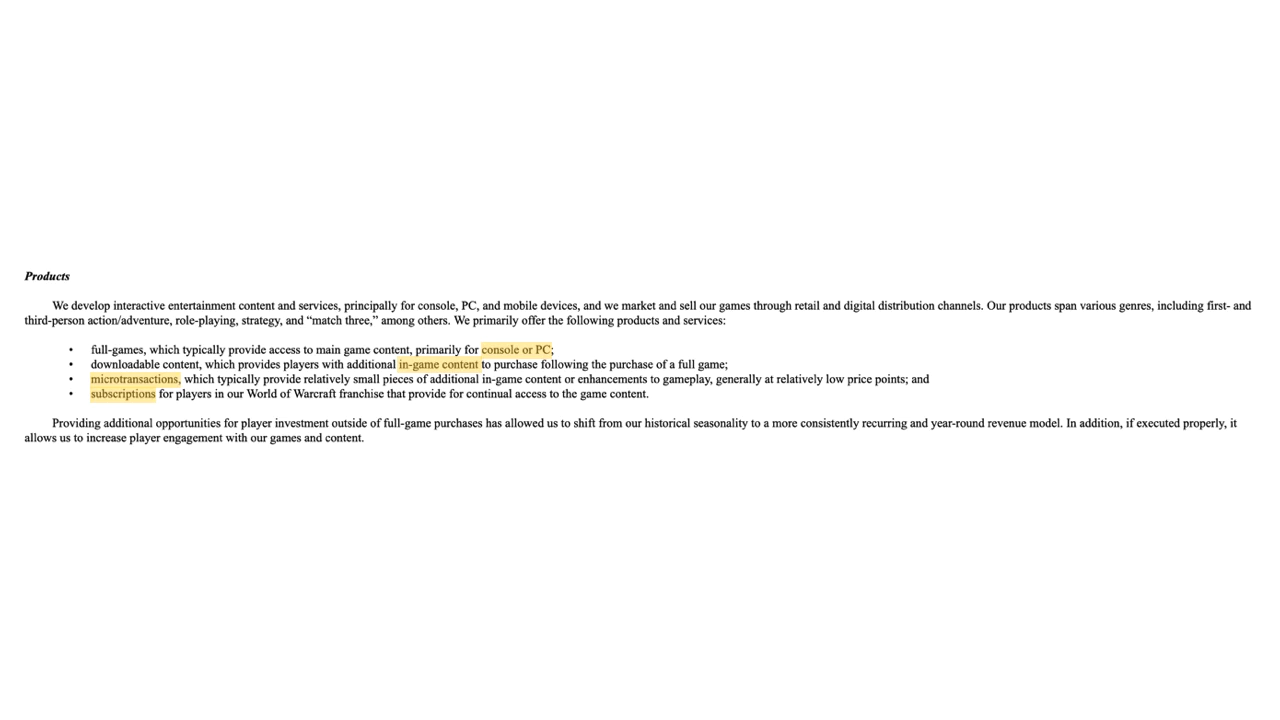 Products
We develop interactive entertainment content and services, principally for console, PC, and mobile devices, and we market and sell our games through retail and digital distribution channels. Our products span various genres, including first- and
third-person action/adventure, role-playing, strategy, and “match three,” among others. We primarily offer the following products and services:
• full-games, which typically provide access to main game content, primarily for console or PC;
• downloadable content, which provides players with additional in-game content to purchase following the purchase of a full game;
• microtransactions, which typically provide relatively small pieces of additional in-game content or enhancements to gameplay, generally at relatively low price points; and
• subscriptions for players in our World of Warcraft franchise that provide for continual access to the game content.
Providing additional opportunities for player investment outside of full-game purchases has allowed us to shift from our historical seasonality to a more consistently recurring and year-round revenue model. In addition, if executed properly, it
allows us to increase player engagement with our games and content.